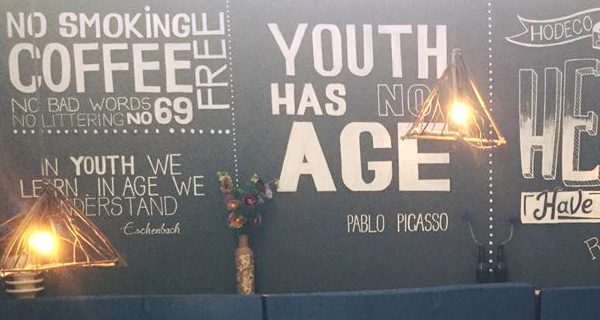 NO SMOKING
COFFEE FREE
NO BAD WORDS
NO LITTERING NO 69
IN YOUTH WE
LEARN. IN AGE WE
UNDERSTAND
-Eschenbach
YOUTH
HAS NO
AGE
PABLO PICASSO
HODECO
Have